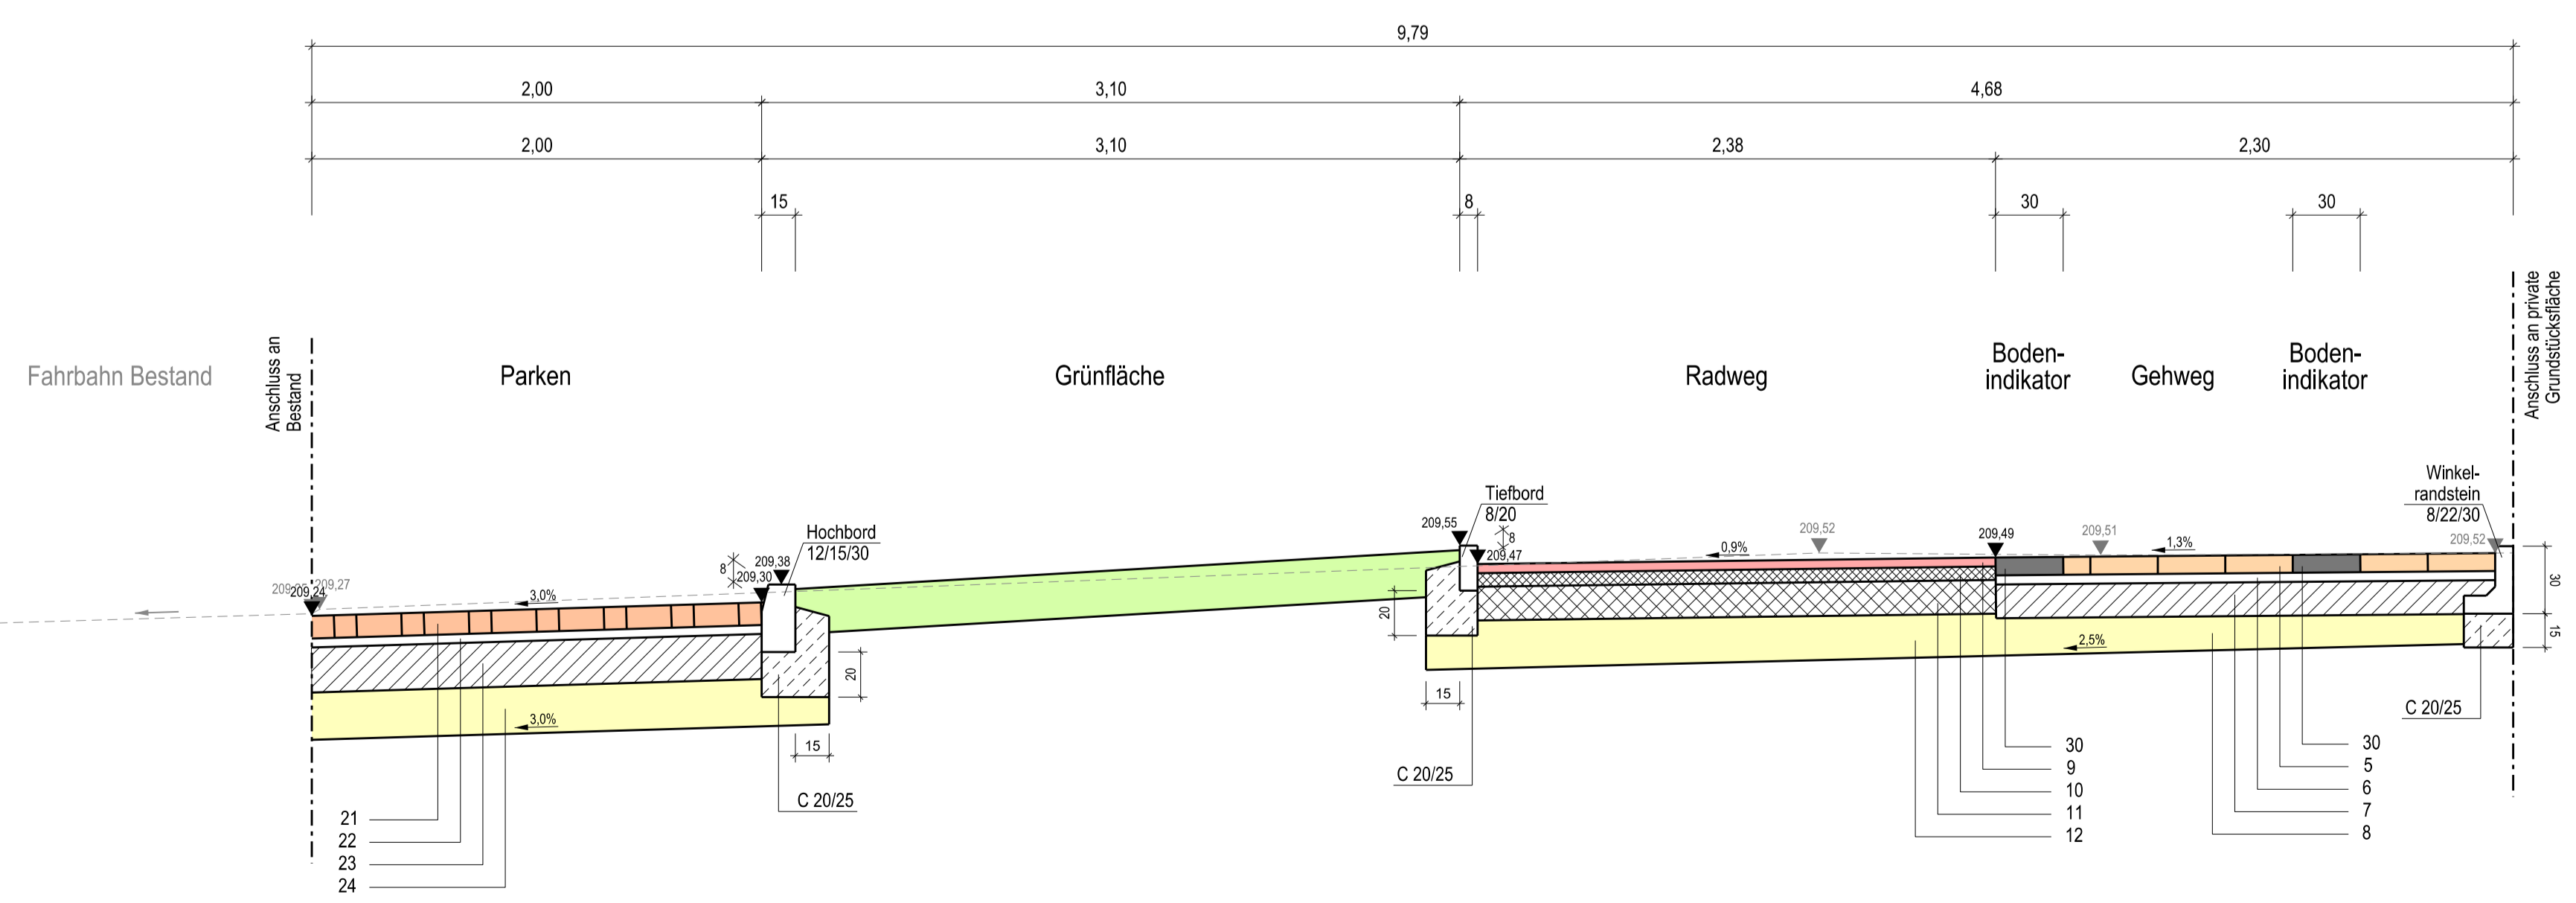 9,79
2,00
3,10
4,68
2,00
3,10
2,38
2,30
15
8
30
30
Fahrbahn Bestand
Anschluss an
Bestand
Parken
Grünfläche
Radweg
Boden-
indikator
Gehweg
Boden-
indikator
Anschluss an private
Grundstücksfläche
Hochbord
12/15/30
Tiefbord
8/20
Winkel-
randstein
8/22/30
209,27
209,24
3,0%
8
209,30
209,38
209,55
8
209,47
0,9%
209,52
209,49
209,51
1,3%
209,52
30
15
20
20
3,0%
2,5%
15
15
C 20/25
C 20/25
C 20/25
21
22
23
24
30
9
10
11
12
30
5
6
7
8